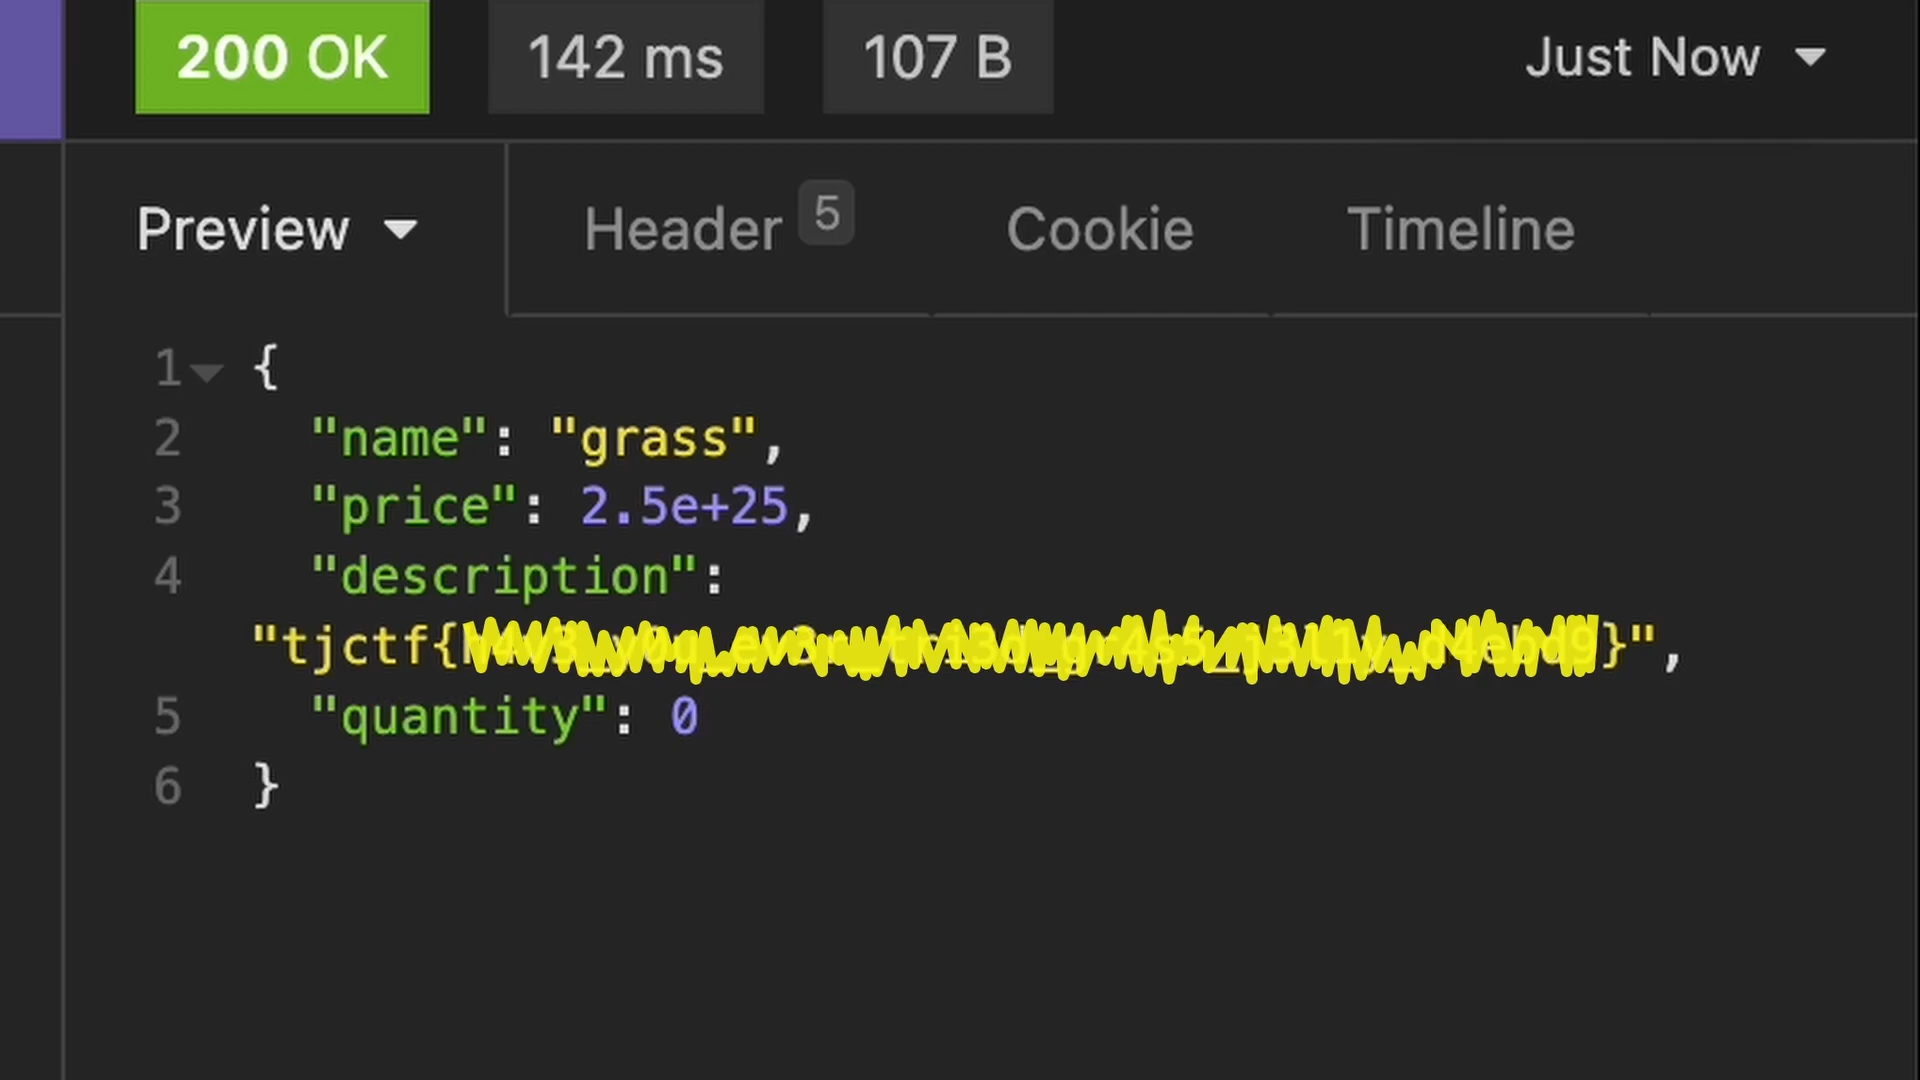 200 OK 142 ms 107 B Just Now
Preview Header 5 Cookie Timeline
1 {
2 "name": "grass",
3 "price": 2.5e+25,
4 "description":
"tjctf{ }",
5 "quantity": 0
6 }